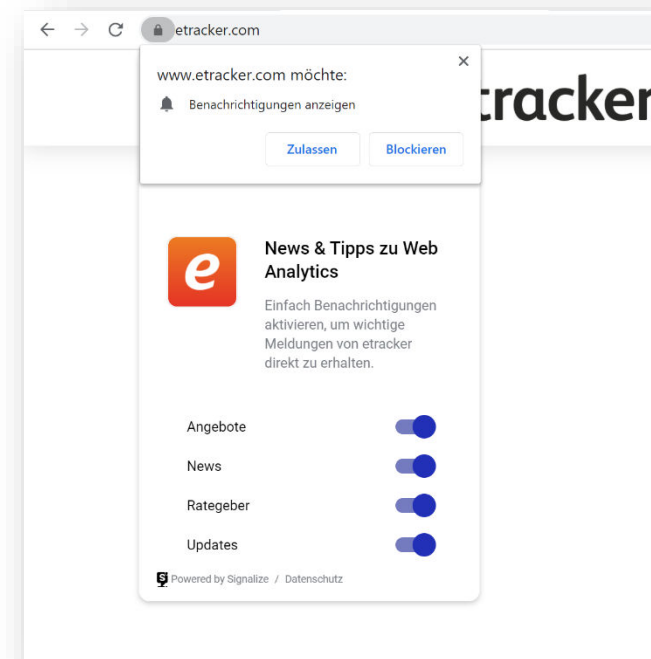 etracker.com
www.etracker.com möchte:
Benachrichtigungen anzeigen
Zulassen
Blockieren
tracker
e
News & Tipps zu Web
Analytics
Einfach Benachrichtigungen
aktivieren, um wichtige
Meldungen von etracker
direkt zu erhalten.
Angebote
News
Rategeber
Updates
S Powered by Signalize / Datenschutz